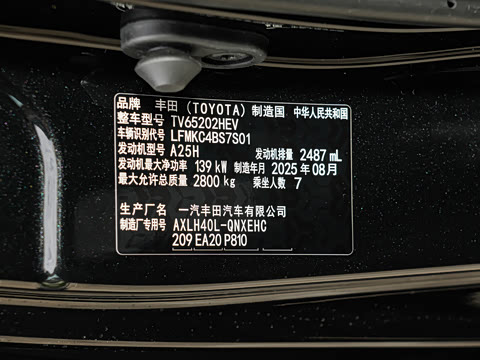 品牌 丰田 (TOYOTA) 制造国 中华人民共和国
整车型号 TV65202HEV
车辆识别代号 LFMKC4BS7S01
发动机型号 A25H 发动机排量 2487 mL
发动机最大净功率 139 kW 制造年月 2025年08月
最大允许总质量 2800 kg 乘坐人数 7
生产厂名 一汽丰田汽车有限公司
制造厂专用号 AXLH40L-QNXEHC
209 EA20 P810